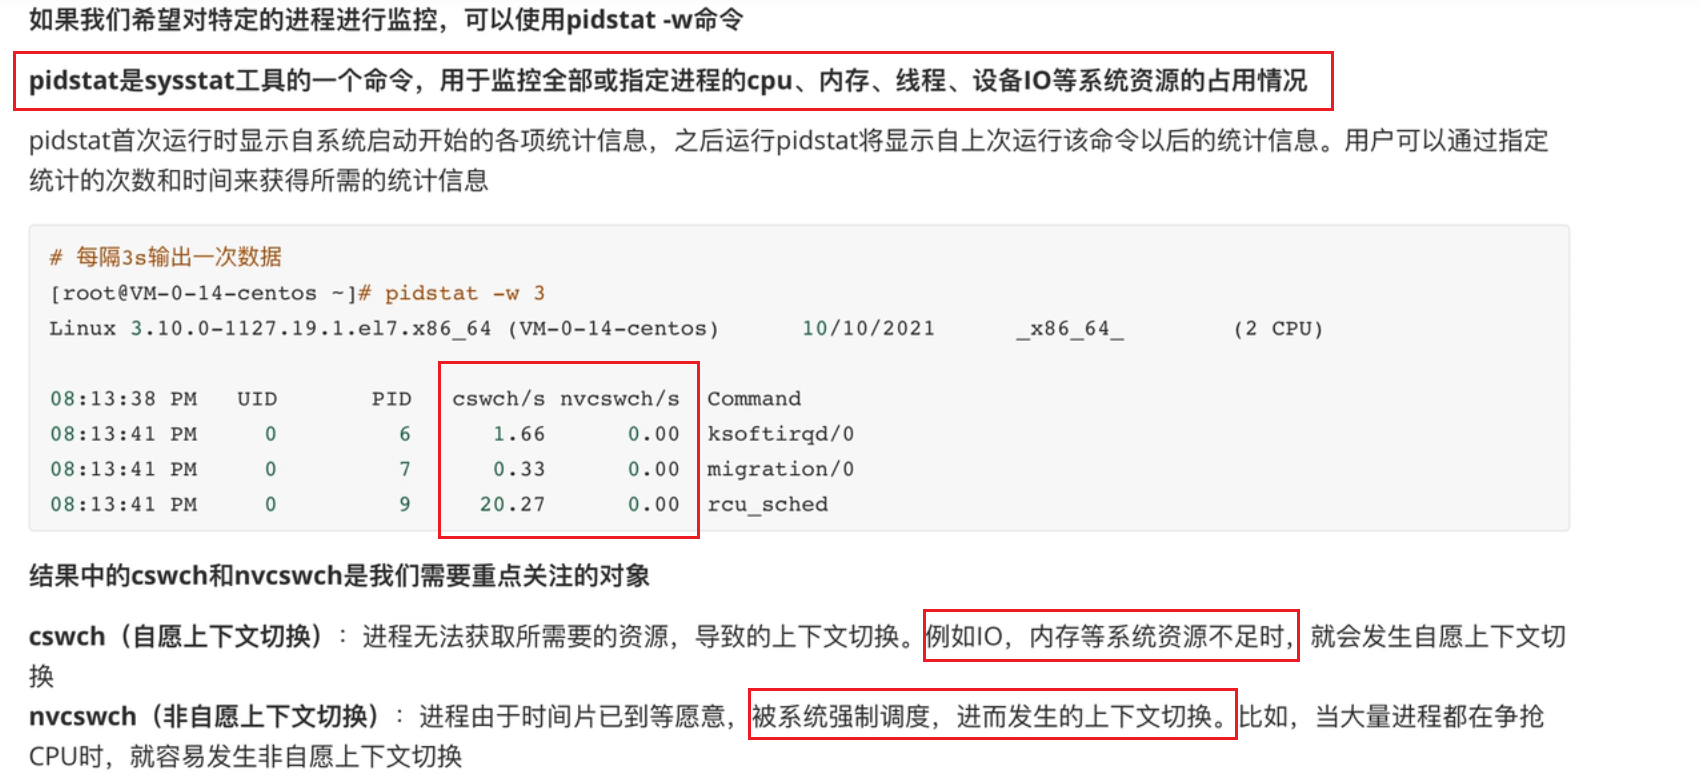 如果我们希望对特定的进程进行监控，可以使用pidstat -w命令
pidstat是sysstat工具的一个命令，用于监控全部或指定进程的cpu、内存、线程、设备IO等系统资源的占用情况
pidstat首次运行时显示自系统启动开始的各项统计信息，之后运行pidstat将显示自上次运行该命令以后的统计信息。用户可以通过指定
统计的次数和时间来获得所需的统计信息
# 每隔3s输出一次数据
[root@VM-0-14-centos ~]# pidstat -w 3
Linux 3.10.0-1127.19.1.el7.x86_64 (VM-0-14-centos) 10/10/2021 _x86_64_ (2 CPU)
08:13:38 PM UID PID cswch/s nvcswch/s Command
08:13:41 PM 0 6 1.66 0.00 ksoftirqd/0
08:13:41 PM 0 7 0.33 0.00 migration/0
08:13:41 PM 0 9 20.27 0.00 rcu_sched
结果中的cswch和nvcswch是我们需要重点关注的对象
cswch（自愿上下文切换）：进程无法获取所需要的资源，导致的上下文切换。例如IO，内存等系统资源不足时，就会发生自愿上下文切
换
nvcswch（非自愿上下文切换）：进程由于时间片已到等愿意，被系统强制调度，进而发生的上下文切换。比如，当大量进程都在争抢
CPU时，就容易发生非自愿上下文切换